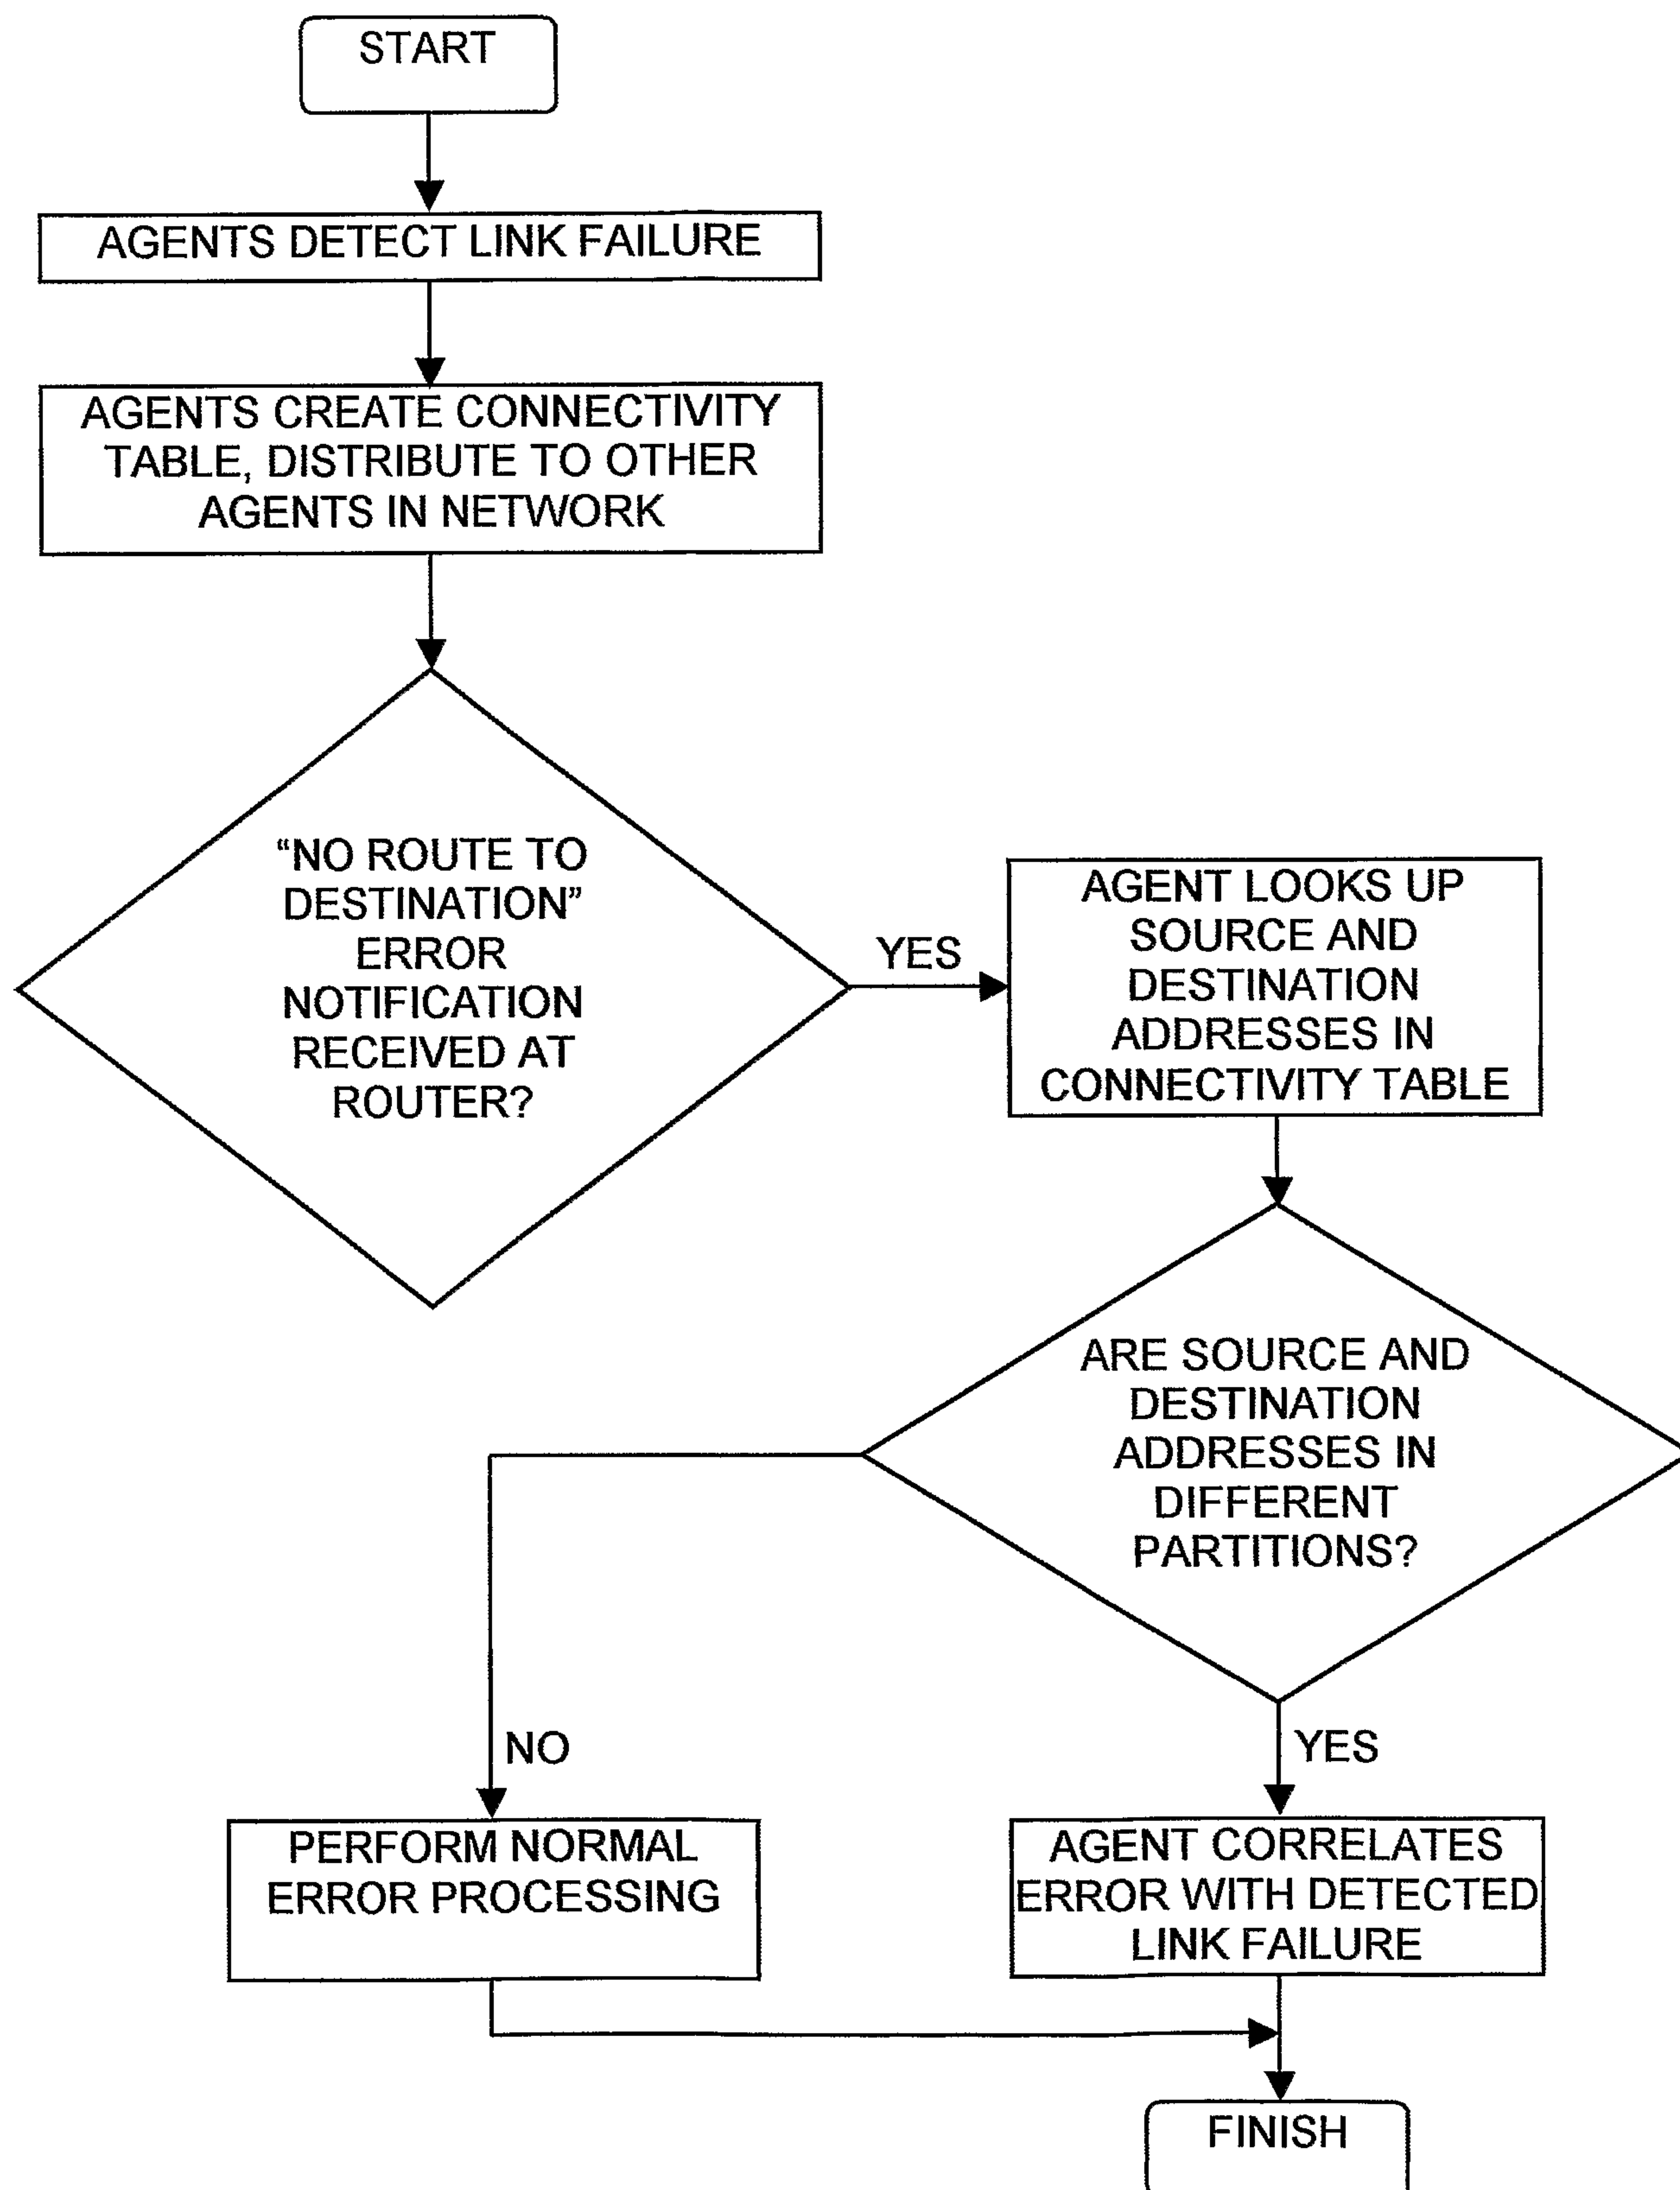 START
AGENTS DETECT LINK FAILURE
AGENTS CREATE CONNECTIVITY
TABLE, DISTRIBUTE TO OTHER
AGENTS IN NETWORK
“NO ROUTE TO
DESTINATION”
ERROR
NOTIFICATION
RECEIVED AT
ROUTER?
YES
AGENT LOOKS UP
SOURCE AND
DESTINATION
ADDRESSES IN
CONNECTIVITY TABLE
ARE SOURCE AND
DESTINATION
ADDRESSES IN
DIFFERENT
PARTITIONS?
NO
YES
PERFORM NORMAL
ERROR PROCESSING
AGENT CORRELATES
ERROR WITH DETECTED
LINK FAILURE
FINISH